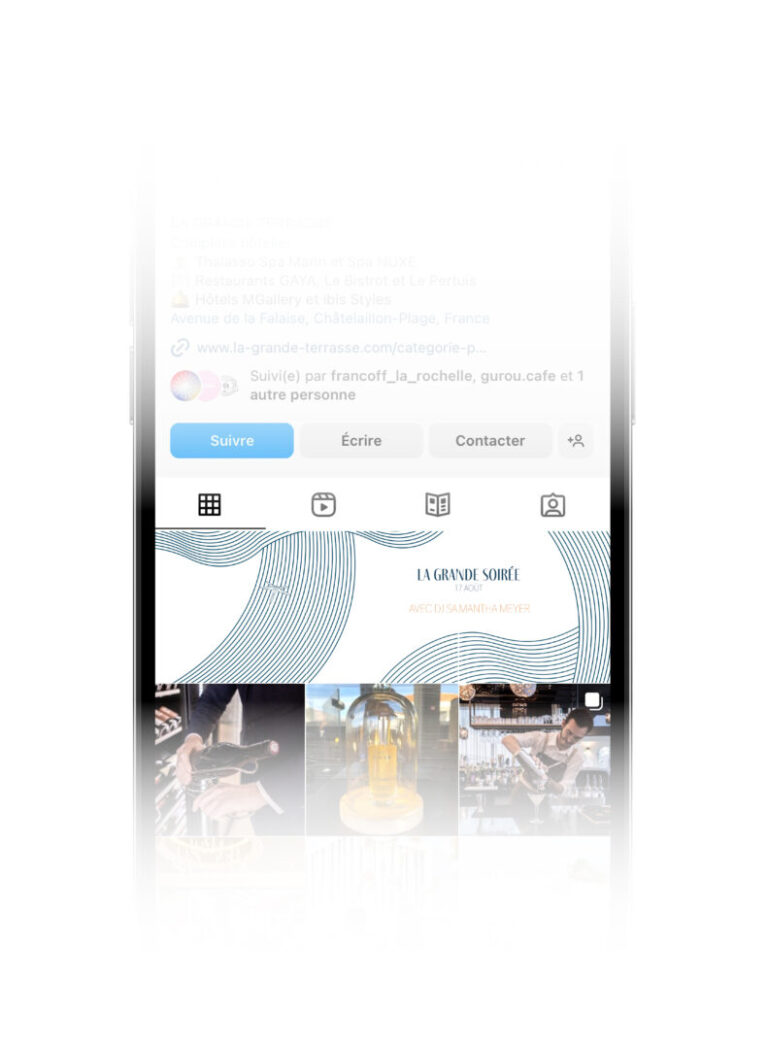 LA GRANDE TERRASSE
Complexe hôtelier
Thalasso Spa Marin et Spa NUXE
Restaurants GAYA, Le Bistrot et Le Pertuis
Hôtels MGallery et ibis Styles
Avenue de la Falaise, Châtelaillon-Plage, France
www.la-grande-terrasse.com/categorie-p...
Suivi(e) par francoff_la_rochelle, gurou.cafe et 1
autre personne
Suivre
Écrire
Contacter
LA GRANDE SOIRÉE
17 AOÛT
AVEC DJ SAMANTHA MEYER